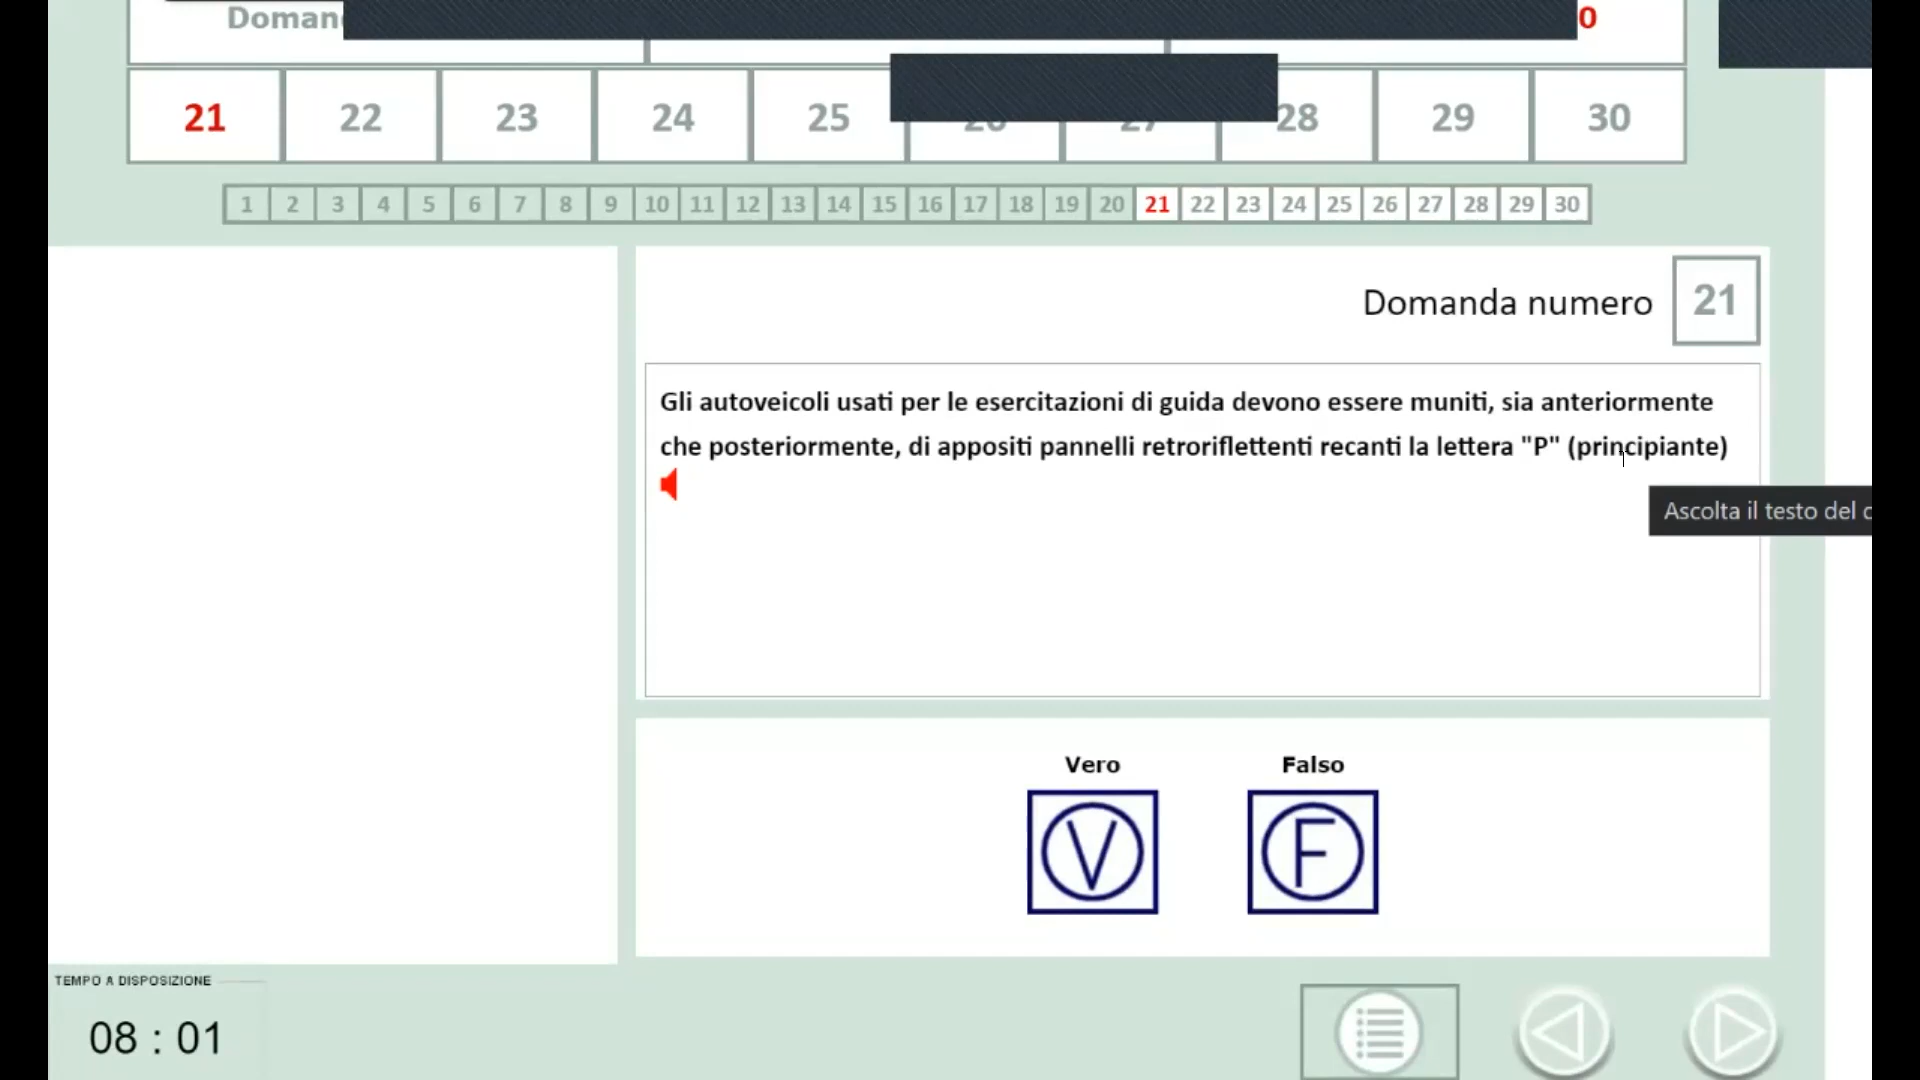 0
21 22 23 24 25 28 29 30
1 2 3 4 5 6 7 8 9 10 11 12 13 14 15 16 17 18 19 20 21 22 23 24 25 26 27 28 29 30
Domanda numero 21
Gli autoveicoli usati per le esercitazioni di guida devono essere muniti, sia anteriormente
che posteriormente, di appositi pannelli retroriflettenti recanti la lettera "P" (principiante)
Ascolta il testo del
Vero Falso
V F
TEMPO A DISPOSIZIONE
08 : 01